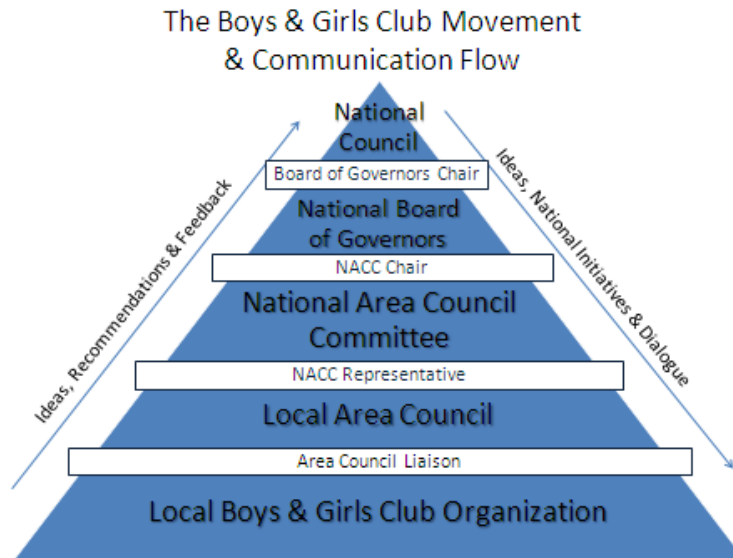 The Boys & Girls Club Movement
& Communication Flow
National
Council
Board of Governors Chair
National Board
of Governors
NACC Chair
National Area Council
Committee
NACC Representative
Local Area Council
Area Council Liaison
Local Boys & Girls Club Organization
Ideas, Recommendations & Feedback
Ideas, National Initiatives & Dialogue